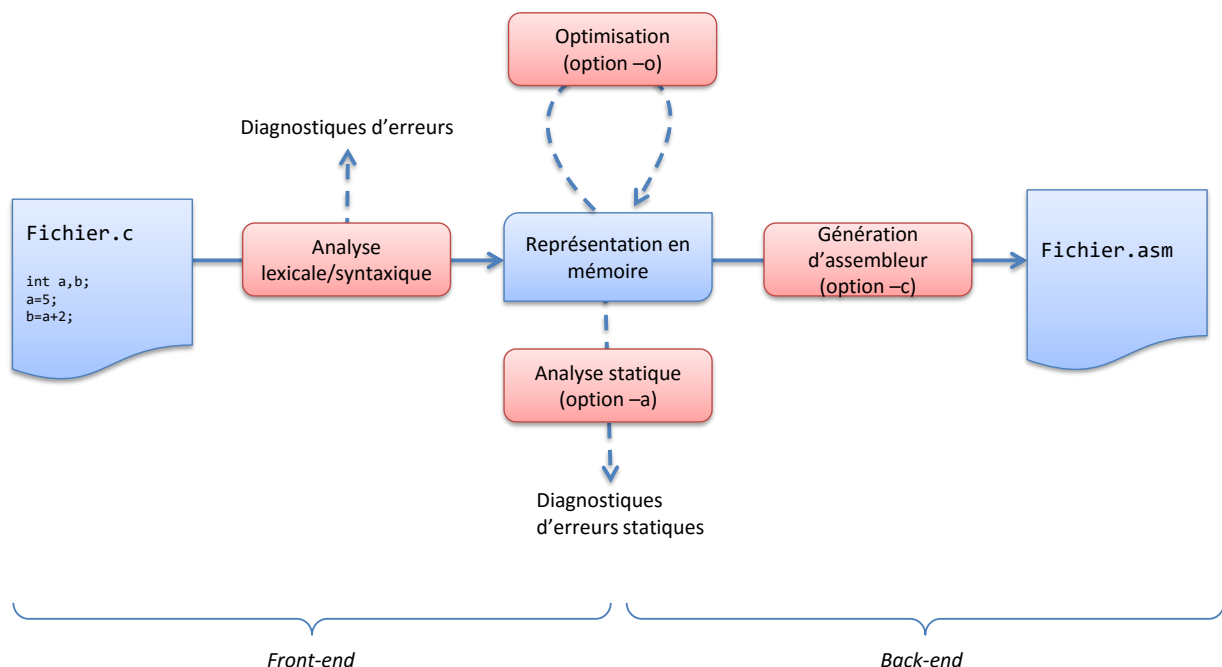 Optimisation
(option –o)
Diagnostiques d’erreurs
Fichier.c
int a,b;
a=5;
b=a+2;
Analyse
lexicale/syntaxique
Représentation en
mémoire
Génération
d’assembleur
(option –c)
Fichier.asm
Analyse statique
(option –a)
Diagnostiques
d’erreurs statiques
Front-end
Back-end